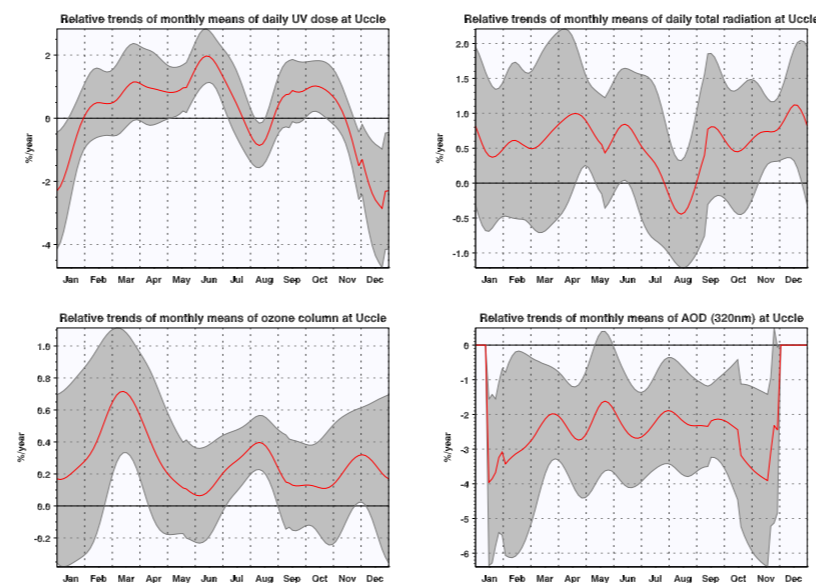 Relative trends of monthly means of daily UV dose at Uccle
%/year
2
0
-2
-4
Jan Feb Mar Apr May Jun Jul Aug Sep Oct Nov Dec
Relative trends of monthly means of daily total radiation at Uccle
%/year
2.0
1.5
1.0
0.5
0.0
-0.5
-1.0
Jan Feb Mar Apr May Jun Jul Aug Sep Oct Nov Dec
Relative trends of monthly means of ozone column at Uccle
%/year
1.0
0.8
0.6
0.4
0.2
0.0
-0.2
Jan Feb Mar Apr May Jun Jul Aug Sep Oct Nov Dec
Relative trends of monthly means of AOD (320nm) at Uccle
%/year
0
-1
-2
-3
-4
-5
-6
Jan Feb Mar Apr May Jun Jul Aug Sep Oct Nov Dec